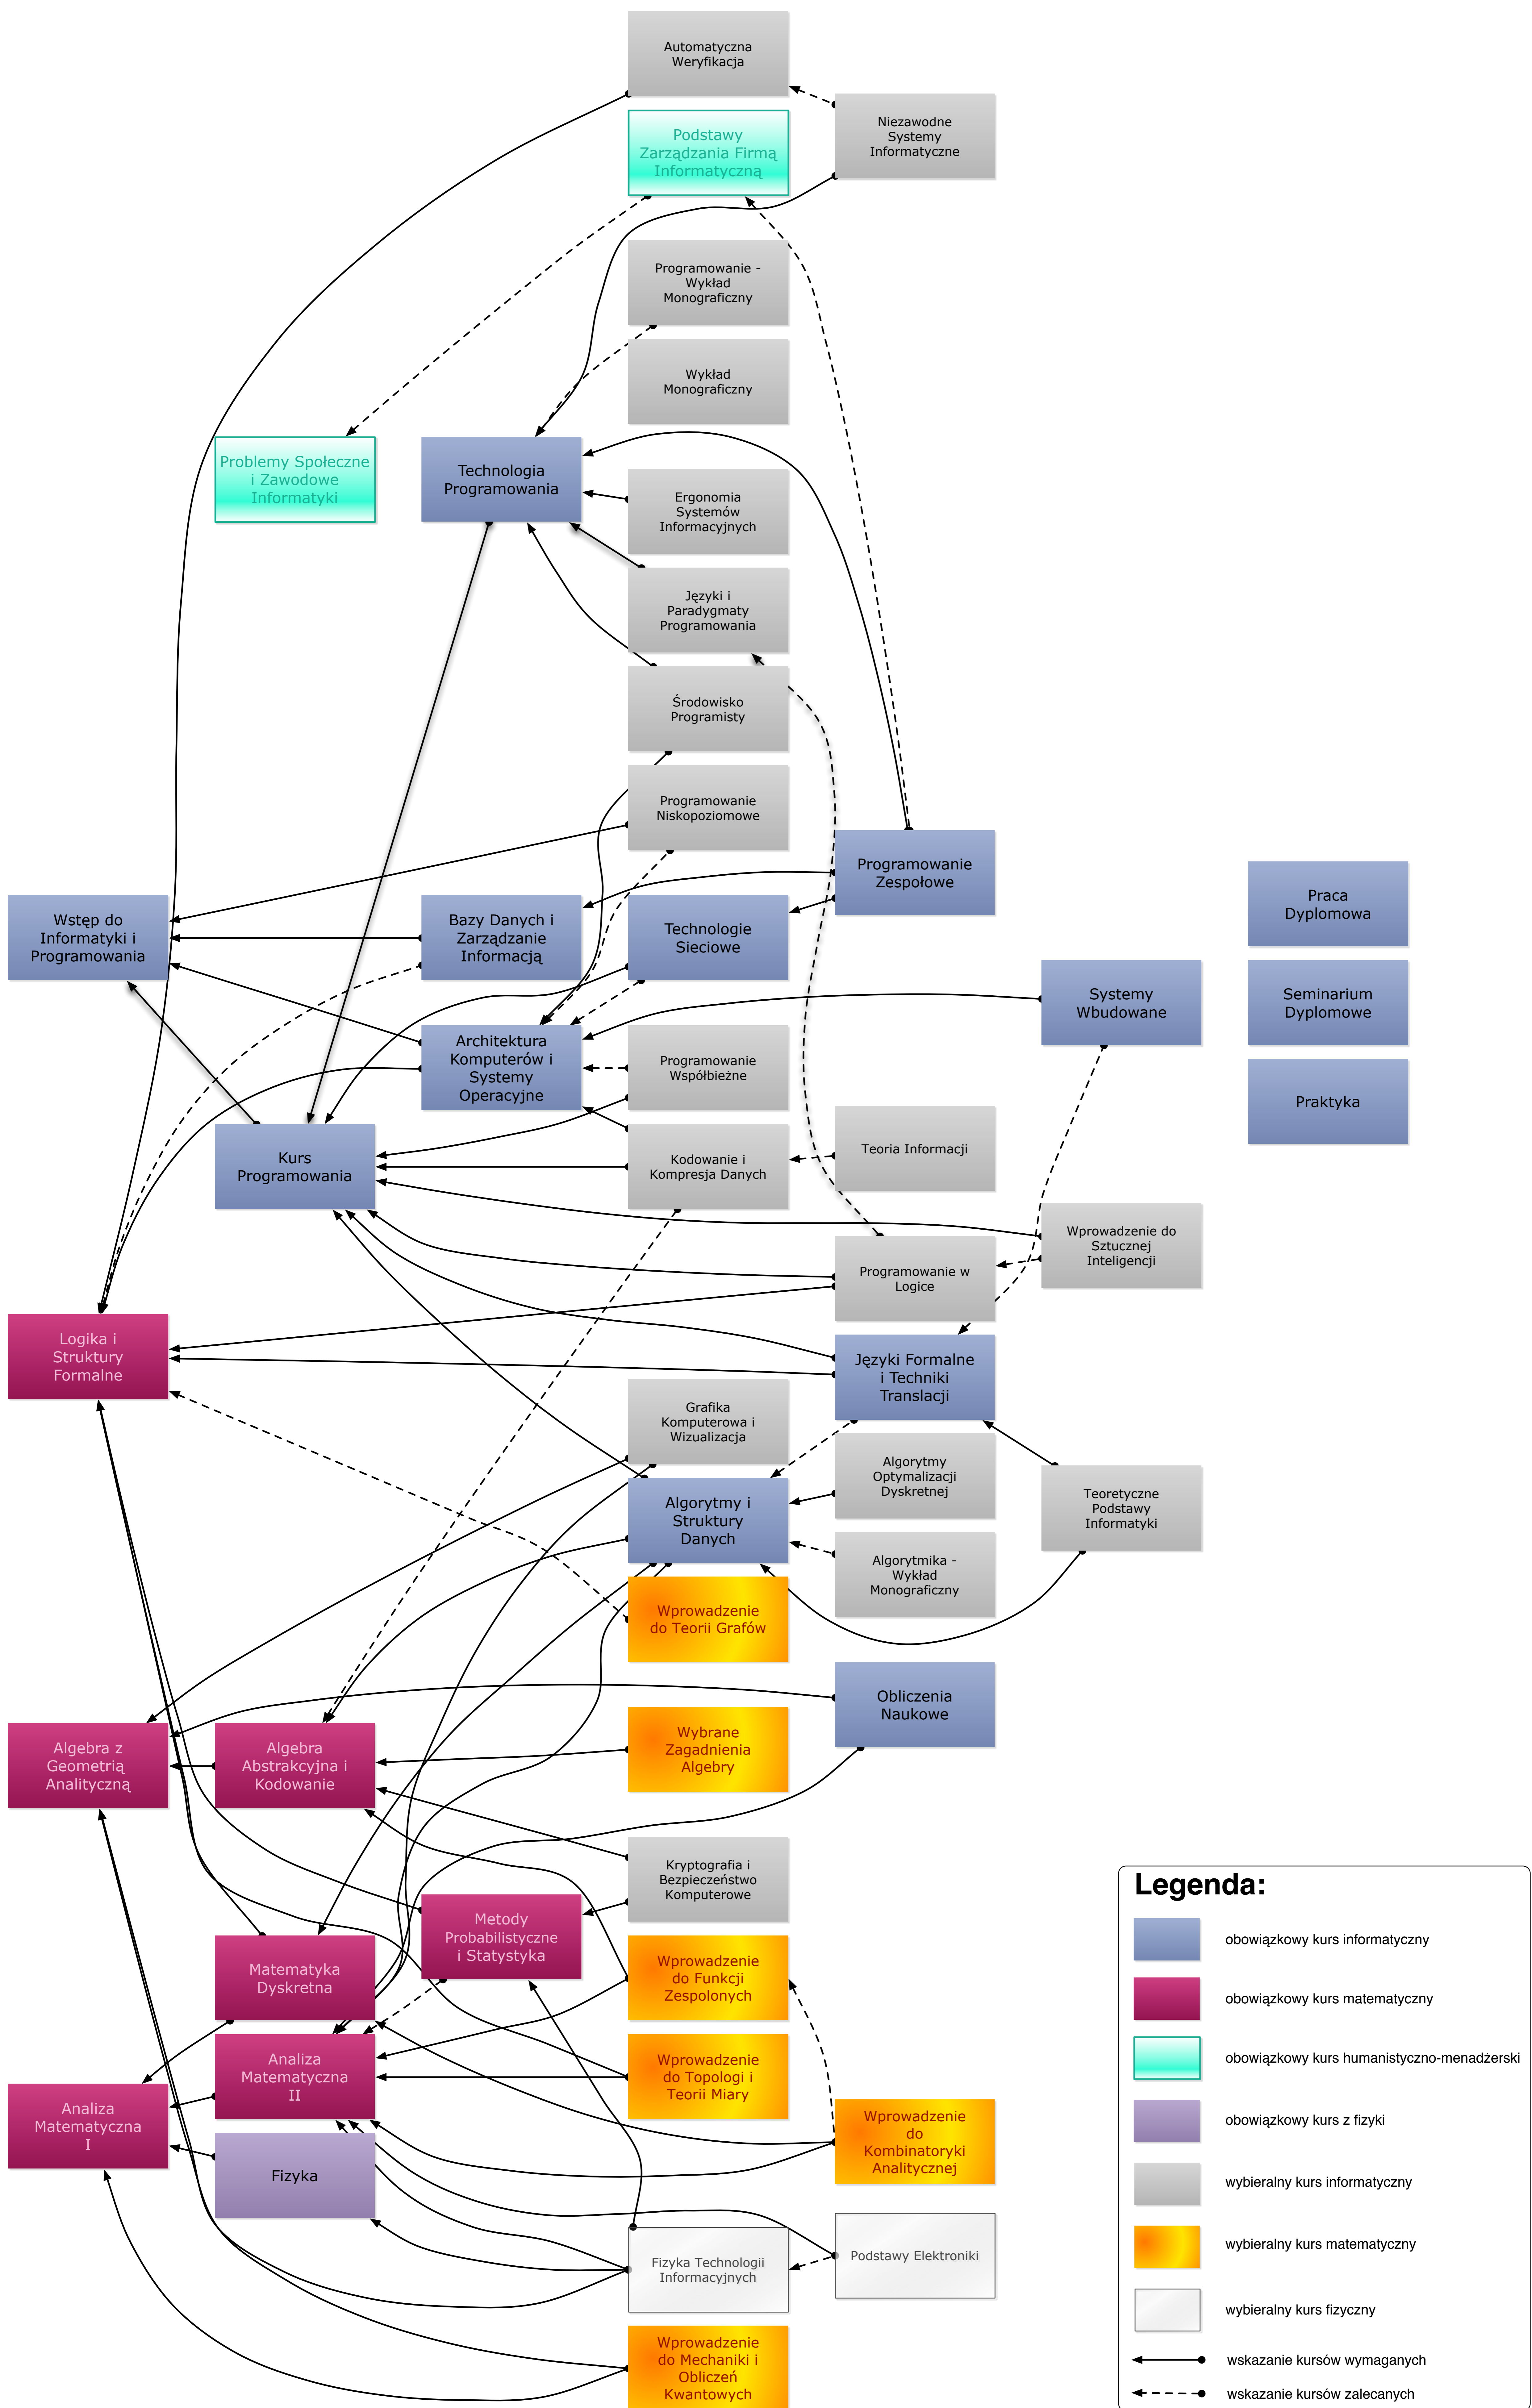 Automatyczna
Weryfikacja
Niezawodne
Systemy
Informatyczne
Podstawy
Zarządzania Firmą
Informatyczną
Programowanie -
Wykład
Monograficzny
Wykład
Monograficzny
Problemy Społeczne
i Zawodowe
Informatyki
Technologia
Programowania
Ergonomia
Systemów
Informacyjnych
Języki i
Paradygmaty
Programowania
Środowisko
Programisty
Programowanie
Niskopoziomowe
Programowanie
Zespołowe
Praca
Dyplomowa
Wstęp do
Informatyki i
Programowania
Bazy Danych i
Zarządzanie
Informacją
Technologie
Sieciowe
Systemy
Wbudowane
Seminarium
Dyplomowe
Architektura
Komputerów i
Systemy
Operacyjne
Programowanie
Współbieżne
Praktyka
Kurs
Programowania
Kodowanie i
Kompresja Danych
Teoria Informacji
Wprowadzenie do
Sztucznej
Inteligencji
Programowanie w
Logice
Logika i
Struktury
Formalne
Języki Formalne
i Techniki
Translacji
Grafika
Komputerowa i
Wizualizacja
Algorytmy
Optymalizacji
Dyskretnej
Teoretyczne
Podstawy
Informatyki
Algorytmy i
Struktury
Danych
Algorytmika -
Wykład
Monograficzny
Wprowadzenie
do Teorii Grafów
Obliczenia
Naukowe
Algebra z
Geometrią
Analityczną
Algebra
Abstrakcyjna i
Kodowanie
Wybrane
Zagadnienia
Algebry
Kryptografia i
Bezpieczeństwo
Komputerowe
Metody
Probabilistyczne
i Statystyka
Matematyka
Dyskretna
Wprowadzenie
do Funkcji
Zespolonych
Analiza
Matematyczna
II
Wprowadzenie
do Topologi i
Teorii Miary
Analiza
Matematyczna
I
Wprowadzenie
do
Kombinatoryki
Analitycznej
Fizyka
Fizyka Technologii
Informacyjnych
Podstawy Elektroniki
Wprowadzenie
do Mechaniki i
Obliczeń
Kwantowych
Legenda:
obowiązkowy kurs informatyczny
obowiązkowy kurs matematyczny
obowiązkowy kurs humanistyczno-menadżerski
obowiązkowy kurs z fizyki
wybieralny kurs informatyczny
wybieralny kurs matematyczny
wybieralny kurs fizyczny
wskazanie kursów wymaganych
wskazanie kursów zalecanych